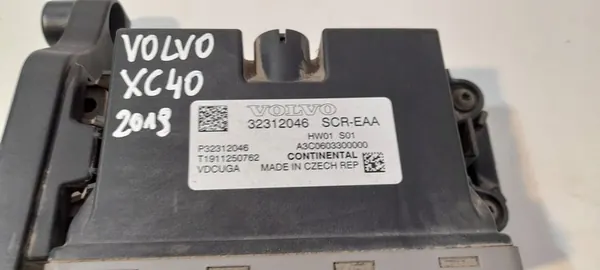 VOLVO
XC40
2019
VOLVO
32312046 SCR-EAA
HW01 S01
P32312046 A3C0603300000
T1911250762 CONTINENTAL
VDCUGA MADE IN CZECH REP